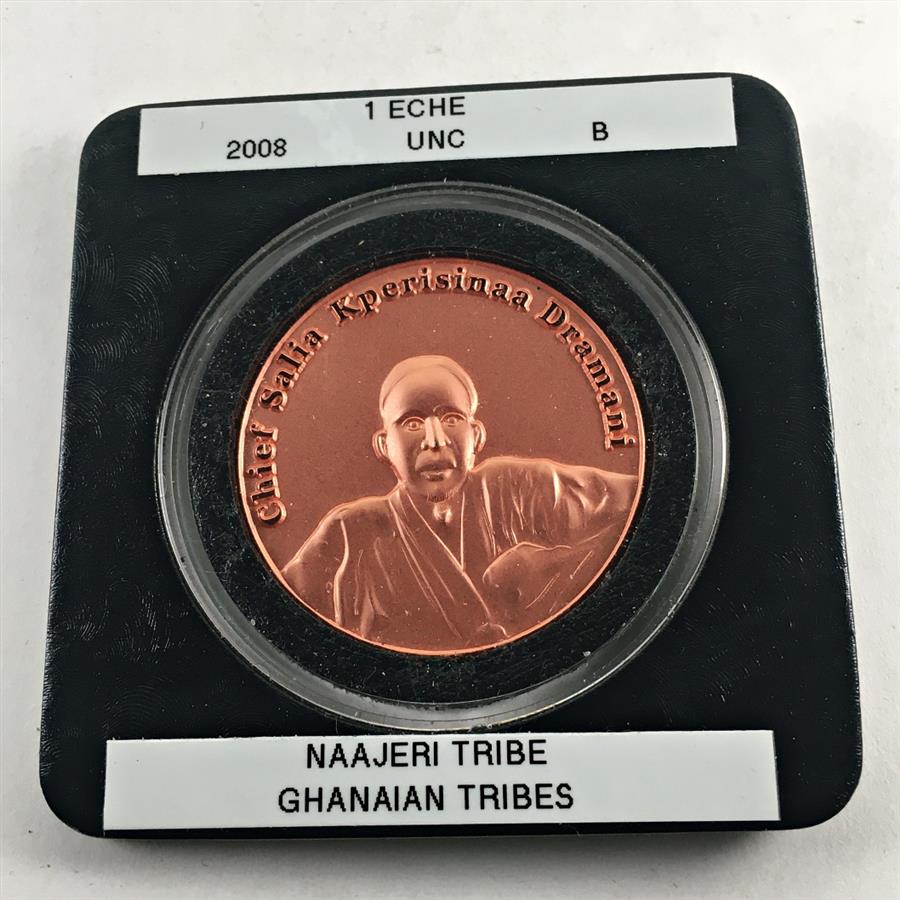 1 ECHE
2008 UNC B
Chief Salia Kperisinaa Dramani
NAAJERI TRIBE
GHANAIAN TRIBES